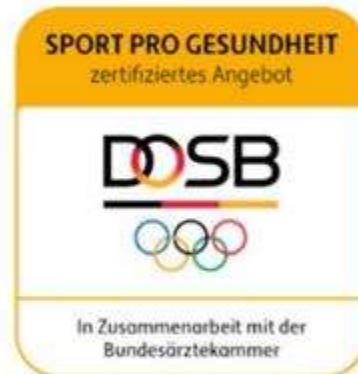 SPORT PRO GESUNDHEIT
zertifiziertes Angebot
DOSB
In Zusammenarbeit mit der
Bundesärztekammer